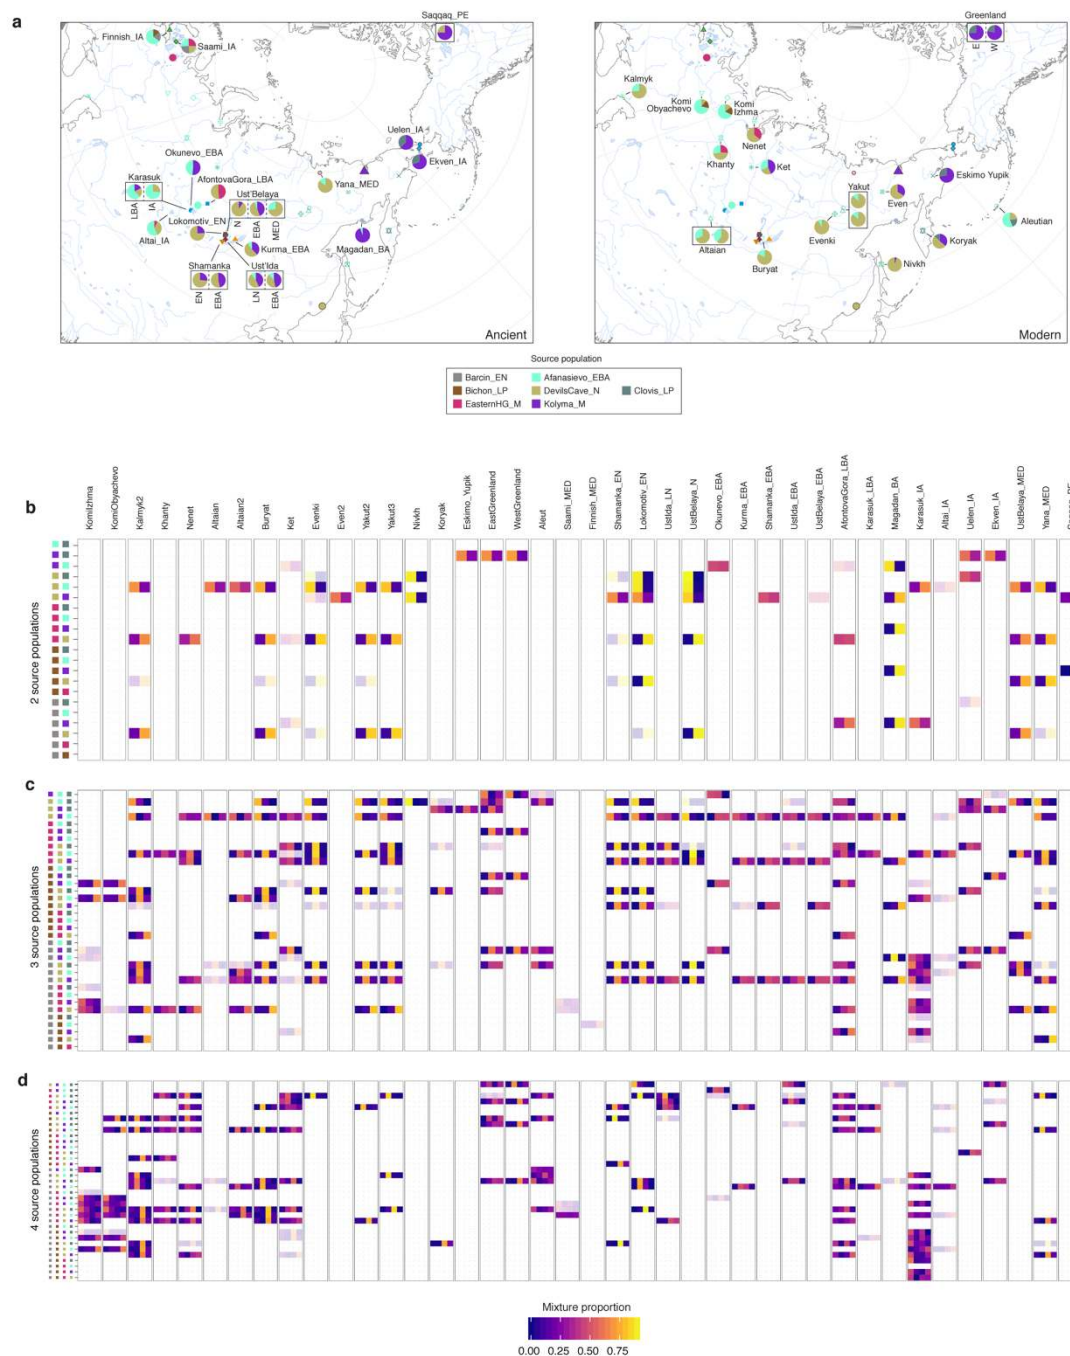 a
Saqqaq_PE
Finnish_IA
Saami_IA
Okunevo_EBA
Uelen_IA
Ekven_IA
Karasuk
AfontovaGora_LBA
Yana_MED
LBA
IA
Lokomotiv_EN
Ust'Belaya
N
EBA
MED
Altai_IA
Kurma_EBA
Magadan_BA
Shamanka
Ust'Ida
EN
EBA
LN
EBA
Ancient
Greenland
E
W
Kalmyk
Komi
Obyachevo
Komi
Izhma
Nenet
Khanty
Ket
Yakut
Even
Eskimo Yupik
Aleutian
Evenki
Koryak
Altaian
Buryat
Nivkh
Modern
Source population
Barcin_EN
Afanasievo_EBA
Bichon_LP
DevilsCave_N
Clovis_LP
EasternHG_M
Kolyma_M
b
KomiIzhma
KomiObyachevo
Kalmyk2
Khanty
Nenet
Altaian
Altaian2
Buryat
Ket
Evenki
Even2
Yakut2
Yakut3
Nivkh
Koryak
Eskimo_Yupik
EastGreenland
WestGreenland
Aleut
Saami_MED
Finnish_MED
Shamanka_EN
Lokomotiv_EN
UstIda_LN
UstBelaya_N
Okunevo_EBA
Kurma_EBA
Shamanka_EBA
UstIda_EBA
UstBelaya_EBA
AfontovaGora_LBA
Karasuk_LBA
Magadan_BA
Karasuk_IA
Altai_IA
Uelen_IA
Ekven_IA
UstBelaya_MED
Yana_MED
2 source populations
c
3 source populations
d
4 source populations
Mixture proportion
0.00 0.25 0.50 0.75